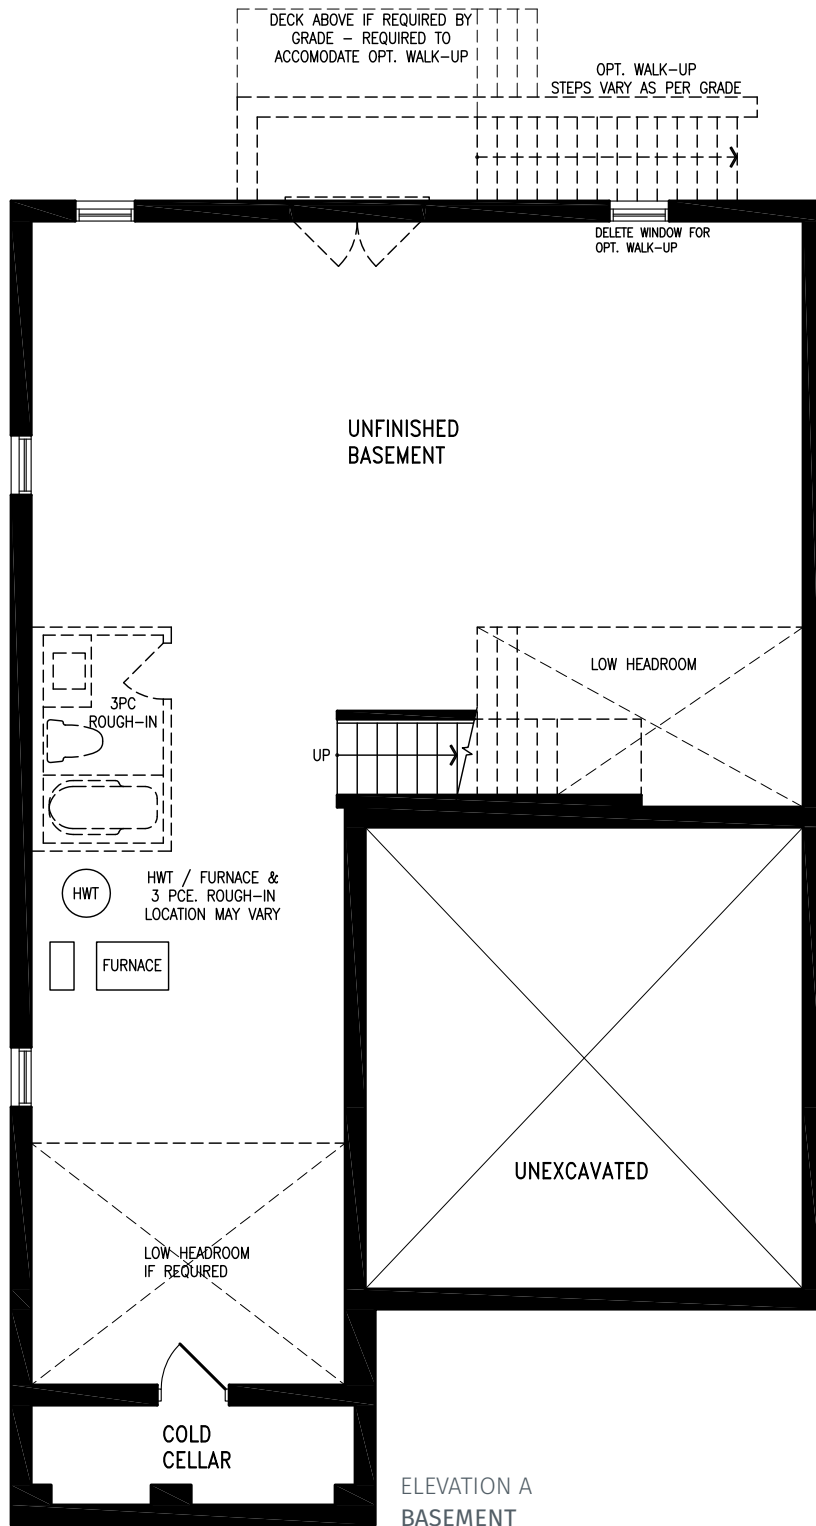 DECK ABOVE IF REQUIRED BY
GRADE – REQUIRED TO
ACCOMODATE OPT. WALK–UP
OPT. WALK–UP
STEPS VARY AS PER GRADE
DELETE WINDOW FOR
OPT. WALK–UP
UNFINISHED
BASEMENT
LOW HEADROOM
3PC
ROUGH–IN
UP
HWT
HWT / FURNACE &
3 PCE. ROUGH–IN
LOCATION MAY VARY
FURNACE
UNEXCAVATED
LOW HEADROOM
IF REQUIRED
COLD
CELLAR
ELEVATION A
BASEMENT